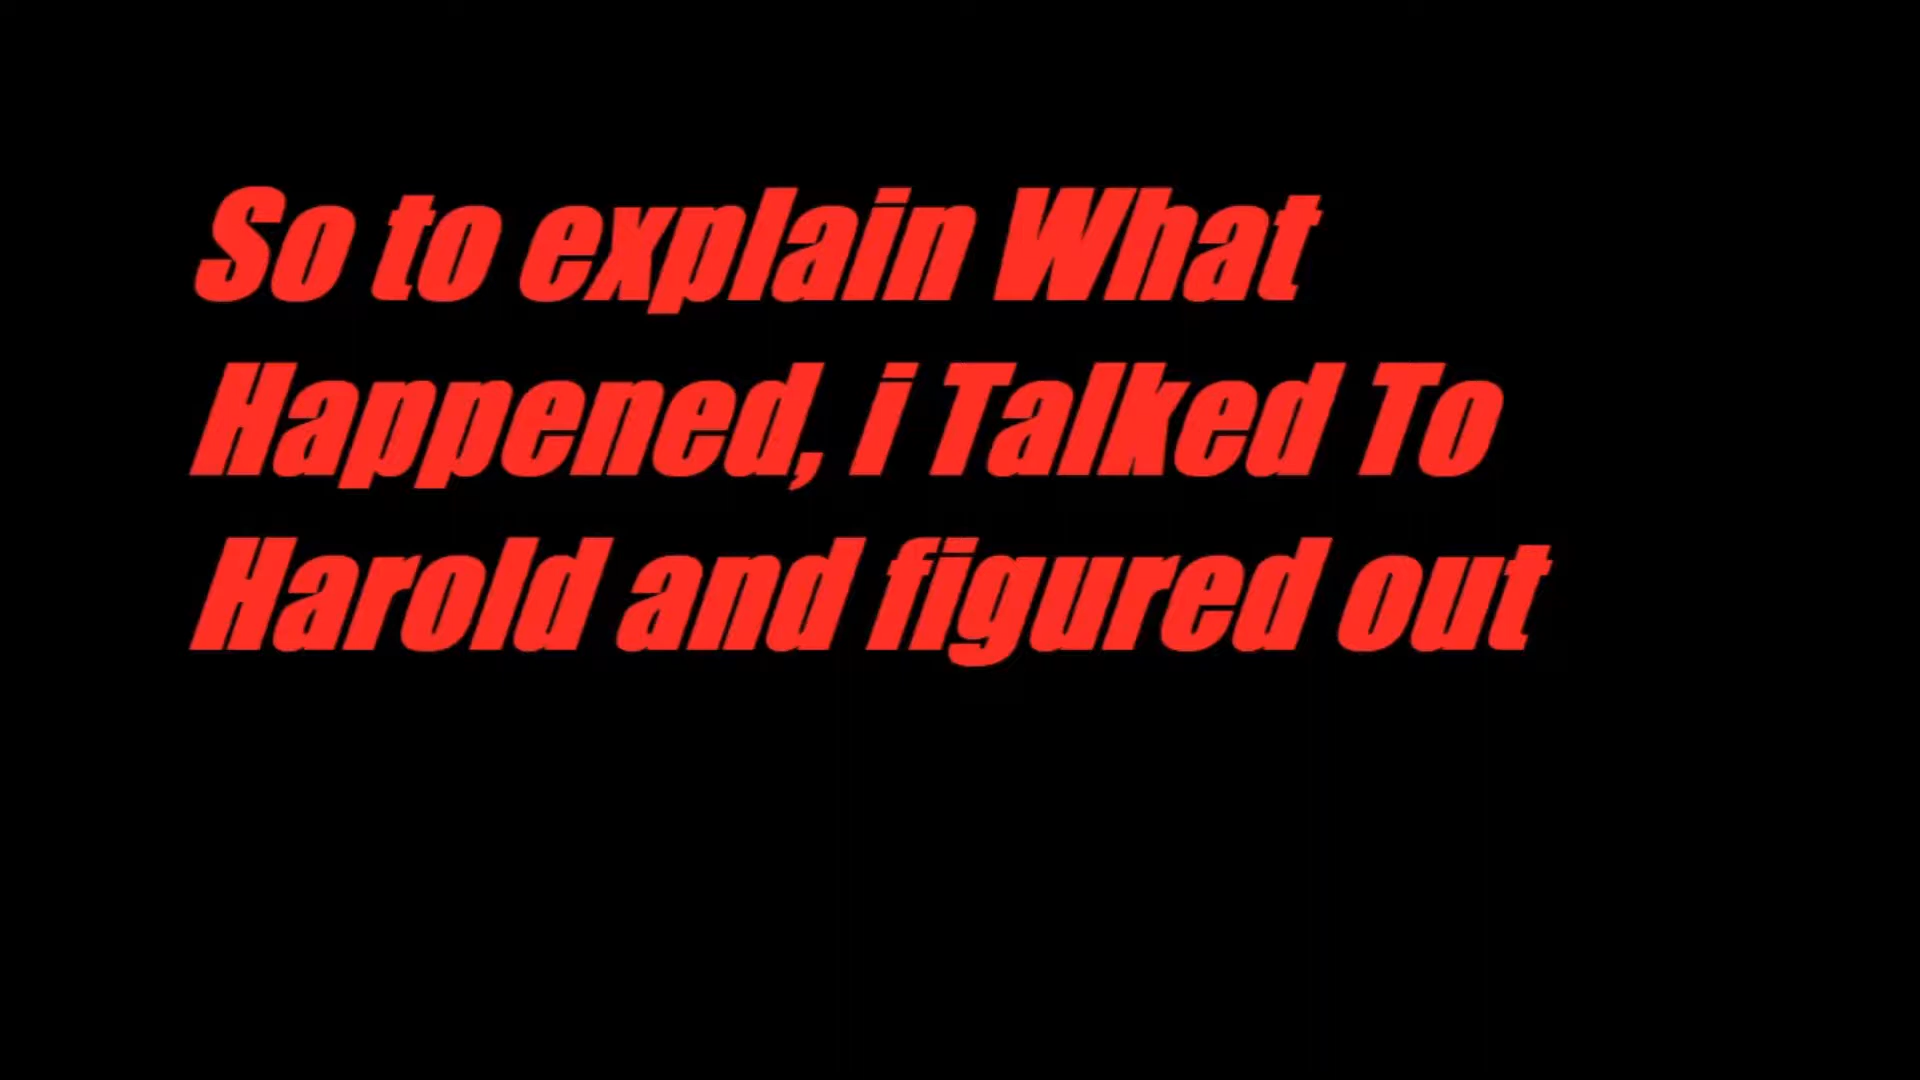 So to explain What
Happened, i Talked To
Harold and figured out